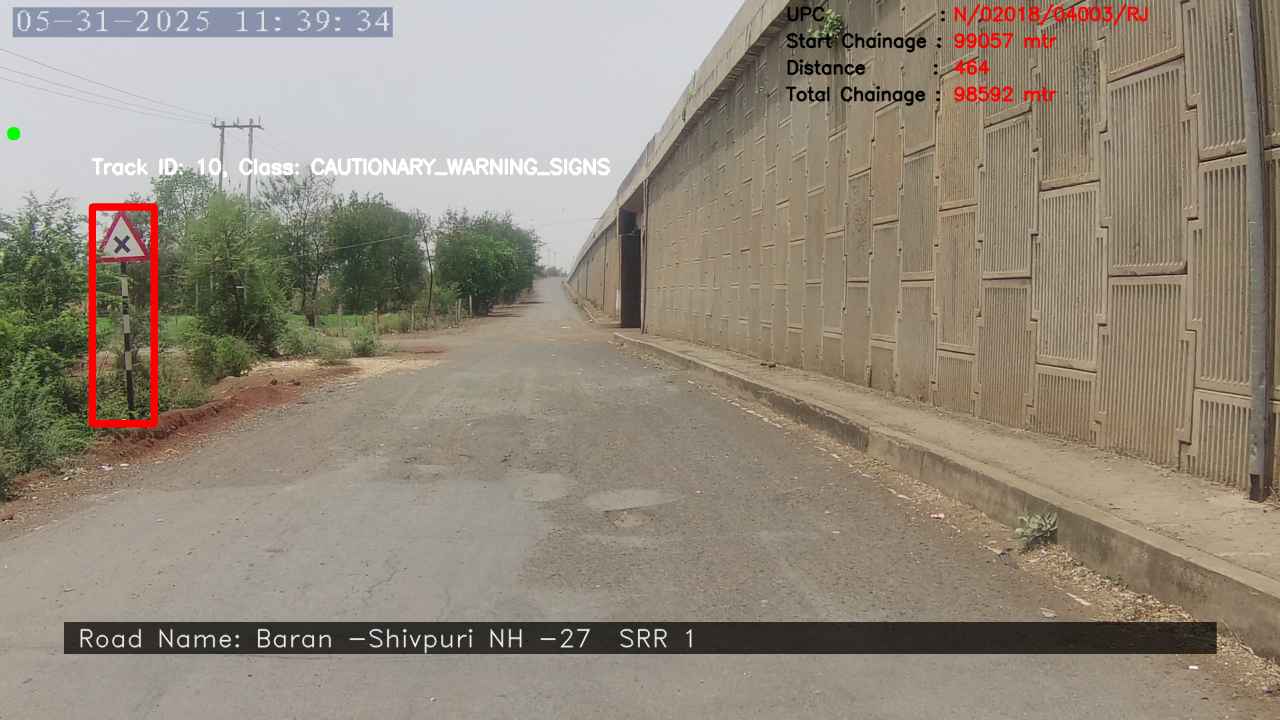 05-31-2025 11:39:34
UPC : N/02018/04003/RJ
Start Chainage : 99057 mtr
Distance : 464
Total Chainage : 98592 mtr
Track ID: 10, Class: CAUTIONARY_WARNING_SIGNS
Road Name: Baran -Shivpuri NH -27 SRR 1